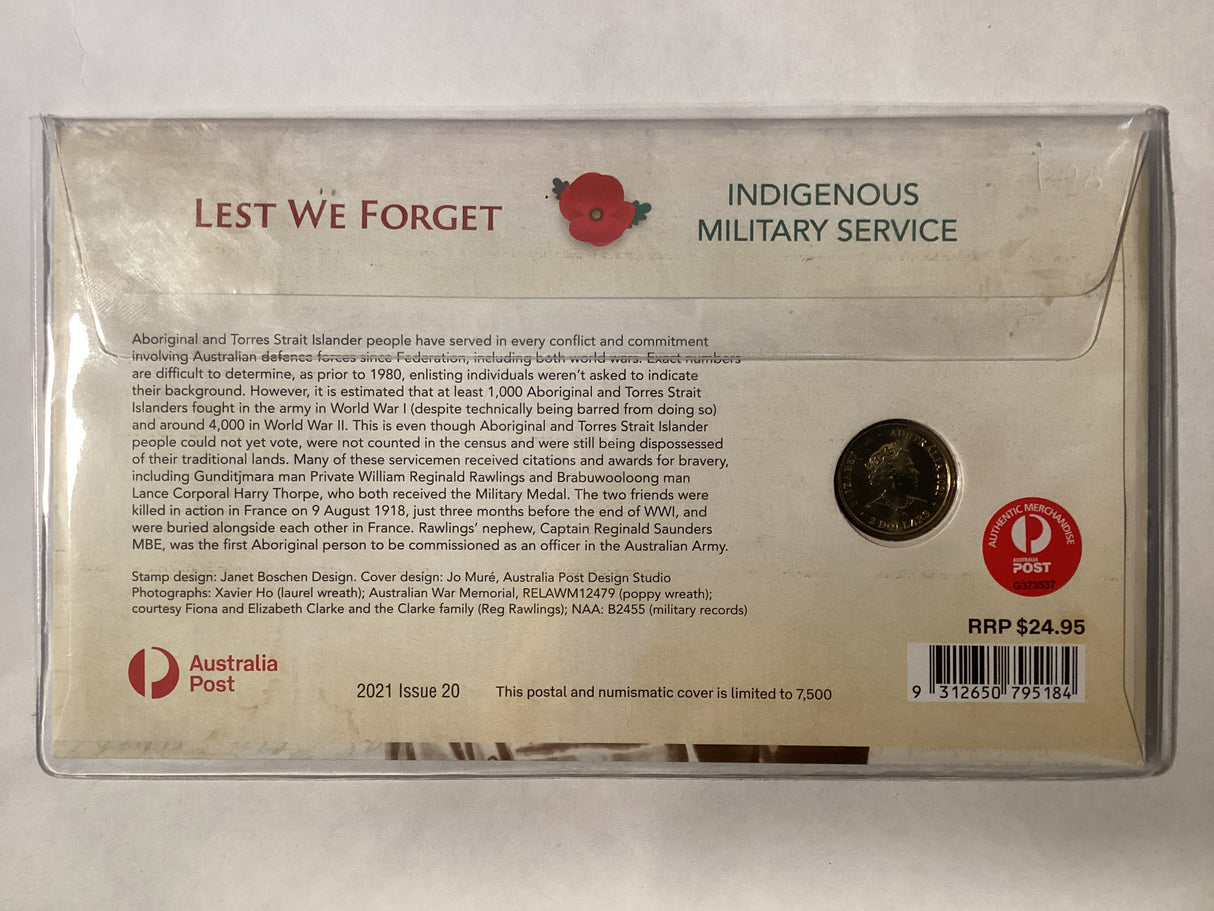 LEST WE FORGET
INDIGENOUS
MILITARY SERVICE
Aboriginal and Torres Strait Islander people have served in every conflict and commitment
involving Australian defence forces since Federation, including both world wars. Exact numbers
are difficult to determine, as prior to 1980, enlisting individuals weren't asked to indicate
their background. However, it is estimated that at least 1,000 Aboriginal and Torres Strait
Islanders fought in the army in World War I (despite technically being barred from doing so)
and around 4,000 in World War II. This is even though Aboriginal and Torres Strait Islander
people could not yet vote, were not counted in the census and were still being dispossessed
of their traditional lands. Many of these servicemen received citations and awards for bravery,
including Gunditjmara man Private William Reginald Rawlings and Brabuwooloong man
Lance Corporal Harry Thorpe, who both received the Military Medal. The two friends were
killed in action in France on 9 August 1918, just three months before the end of WWI, and
were buried alongside each other in France. Rawlings' nephew, Captain Reginald Saunders
MBE, was the first Aboriginal person to be commissioned as an officer in the Australian Army.
Stamp design: Janet Boschen Design. Cover design: Jo Muré, Australia Post Design Studio
Photographs: Xavier Ho (laurel wreath); Australian War Memorial, RELAWM12479 (poppy wreath);
courtesy Fiona and Elizabeth Clarke and the Clarke family (Reg Rawlings); NAA: B2455 (military records)
ELIZABETH II AUSTRALIA
2 DOLLARS
AUTHENTIC MERCHANDISE
AUSTRALIA
POST
G373537
RRP $24.95
9 312650 795184
Australia
Post
2021 Issue 20
This postal and numismatic cover is limited to 7,500